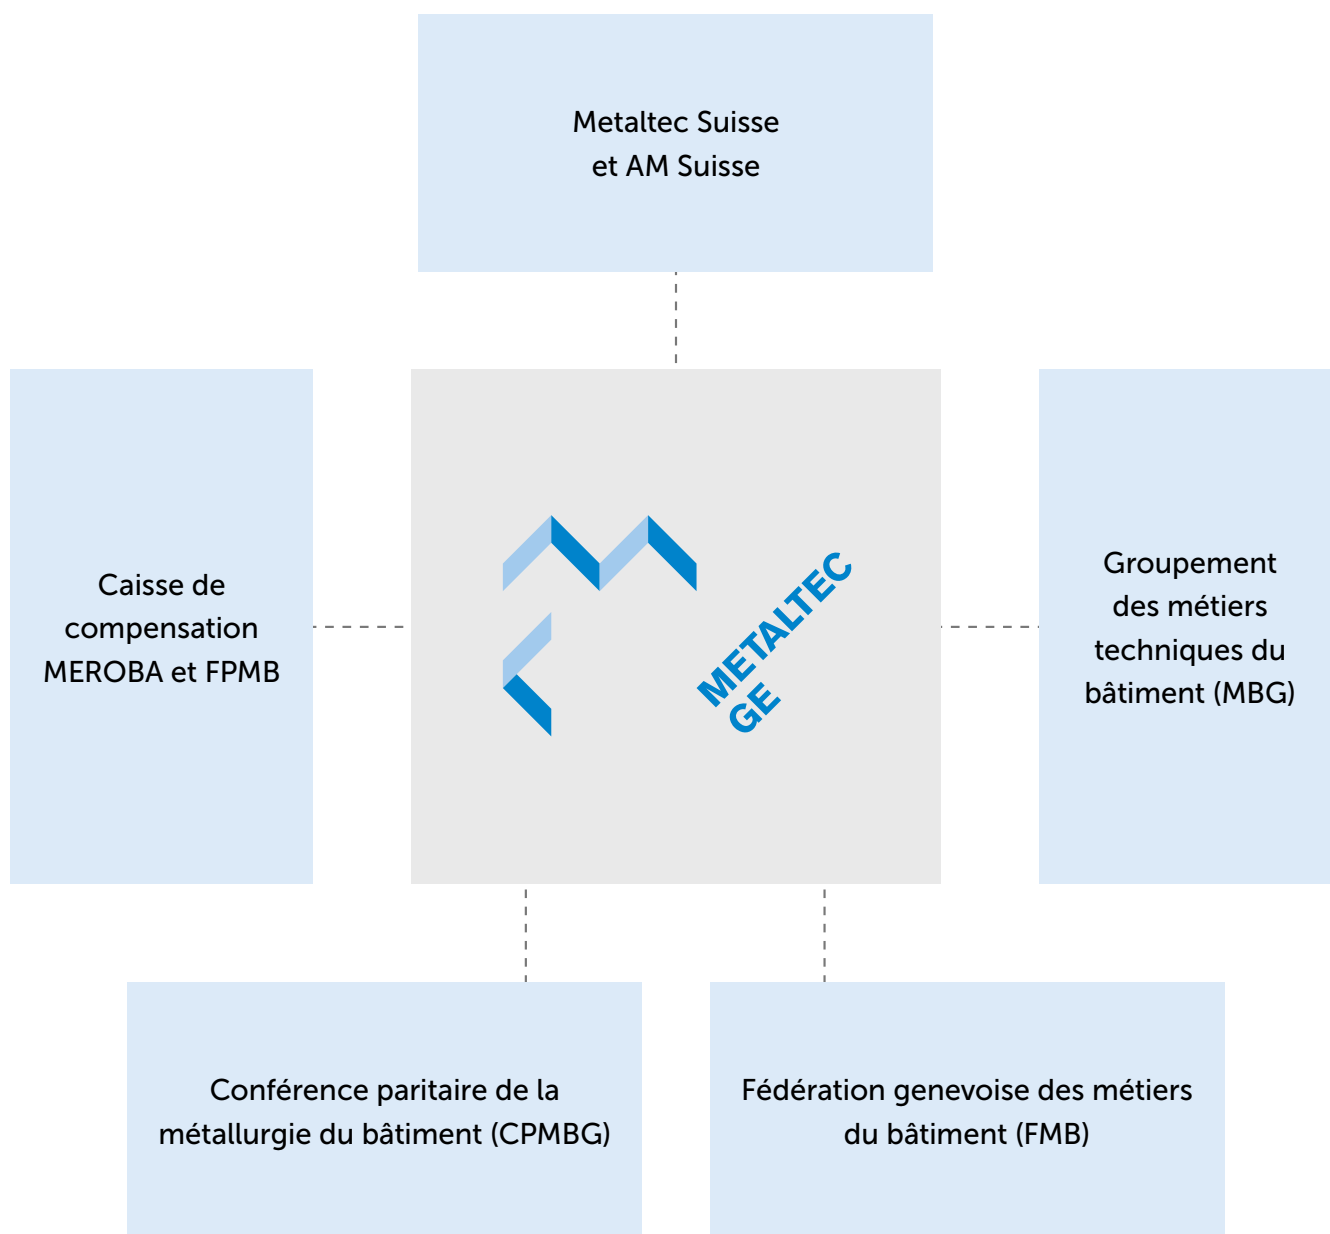 Metaltec Suisse
et AM Suisse
Caisse de
compensation
MEROBA et FPMB
METALTEC
GE
Groupement
des métiers
techniques du
bâtiment (MBG)
Conférence paritaire de la
métallurgie du bâtiment (CPMBG)
Fédération genevoise des métiers
du bâtiment (FMB)